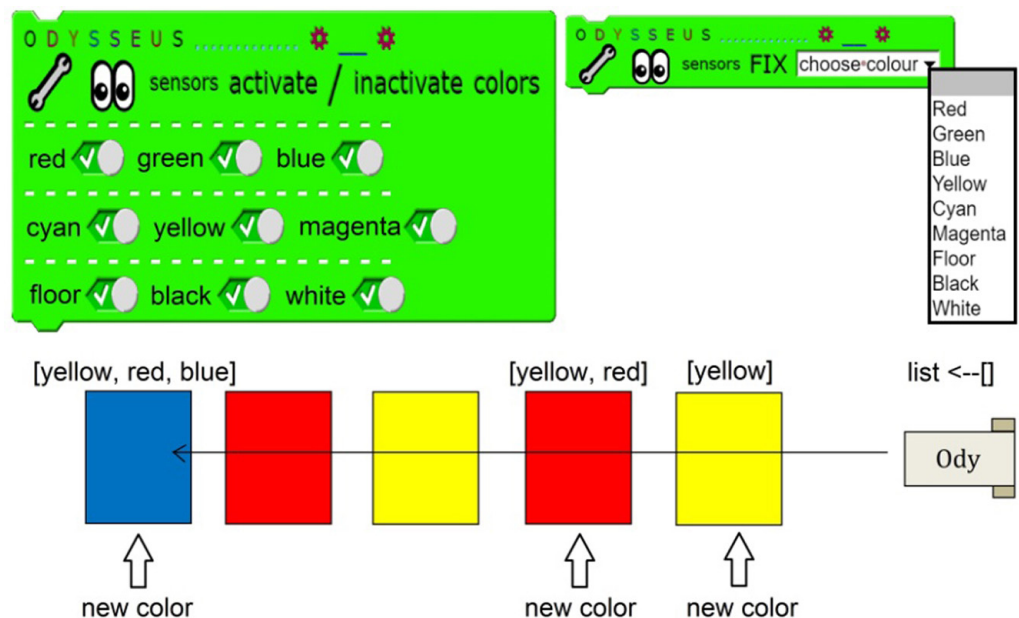 O D Y S S E U S ............. __
sensors activate / inactivate colors
red green blue
cyan yellow magenta
floor black white
O D Y S S E U S ............. __
sensors FIX choose colour
Red
Green
Blue
Yellow
Cyan
Magenta
Floor
Black
White
[yellow, red, blue] [yellow, red] [yellow] list <--[]
Ody
new color new color new color